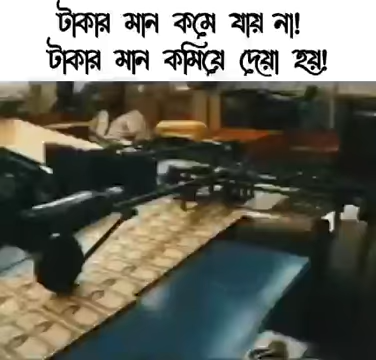 টাকার মান কমে যায় না!
টাকার মান কমিয়ে দেয়া হয়!